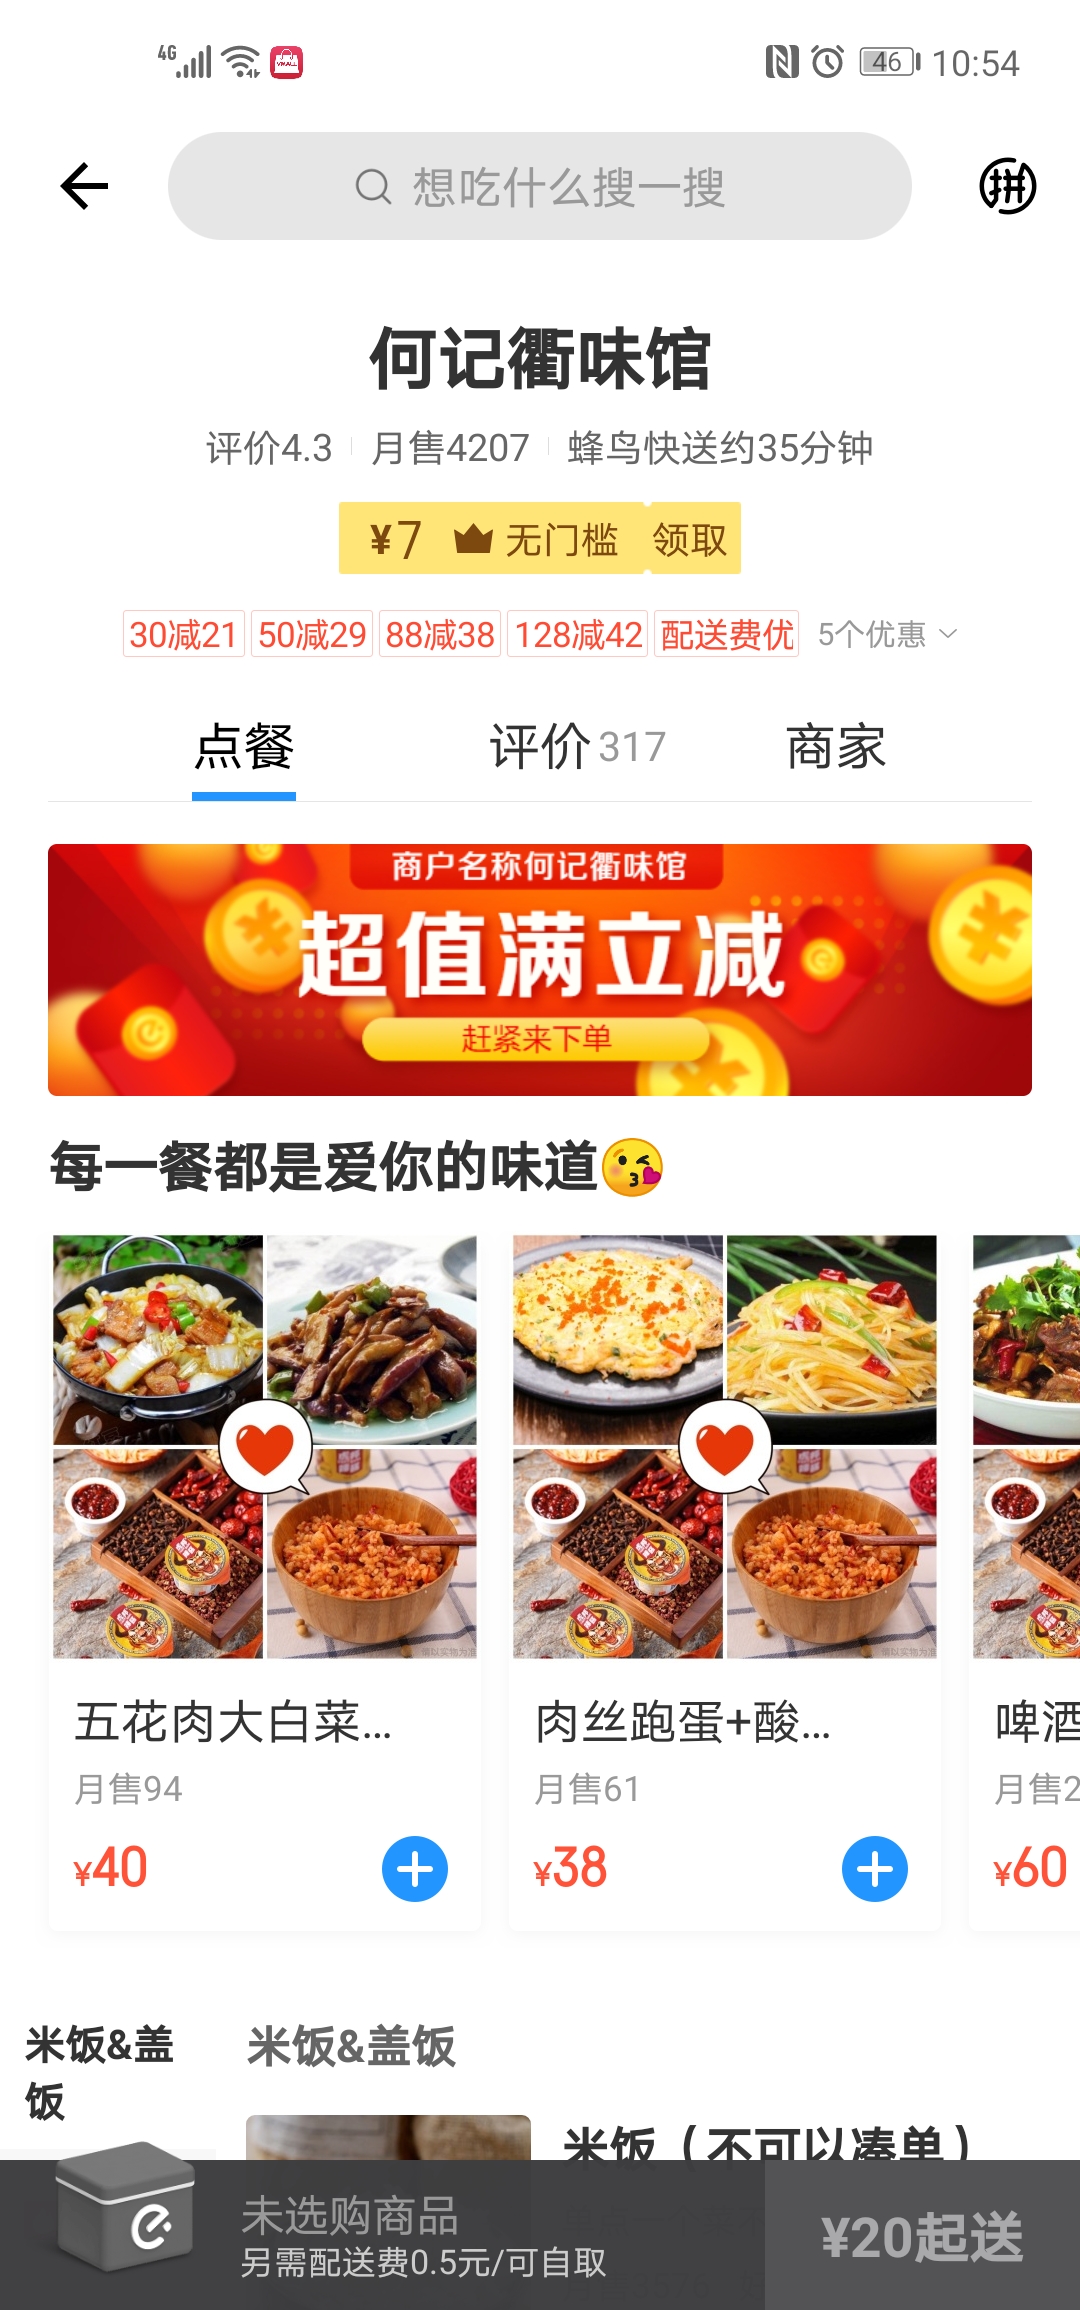 4G VMALL 46 10:54
想吃什么搜一搜 拼
何记衢味馆
评价4.3 月售4207 蜂鸟快送约35分钟
¥7 无门槛 领取
30减21 50减29 88减38 128减42 配送费优 5个优惠
点餐 评价 317 商家
商户名称何记衢味馆
超值满立减
赶紧来下单
每一餐都是爱你的味道
五花肉大白菜... 肉丝跑蛋+酸... 啤酒
月售94 月售61 月售2
¥40 ¥38 ¥60
米饭&盖饭 米饭&盖饭
米饭（不可以凑单）
未选购商品
另需配送费0.5元/可自取
¥20起送